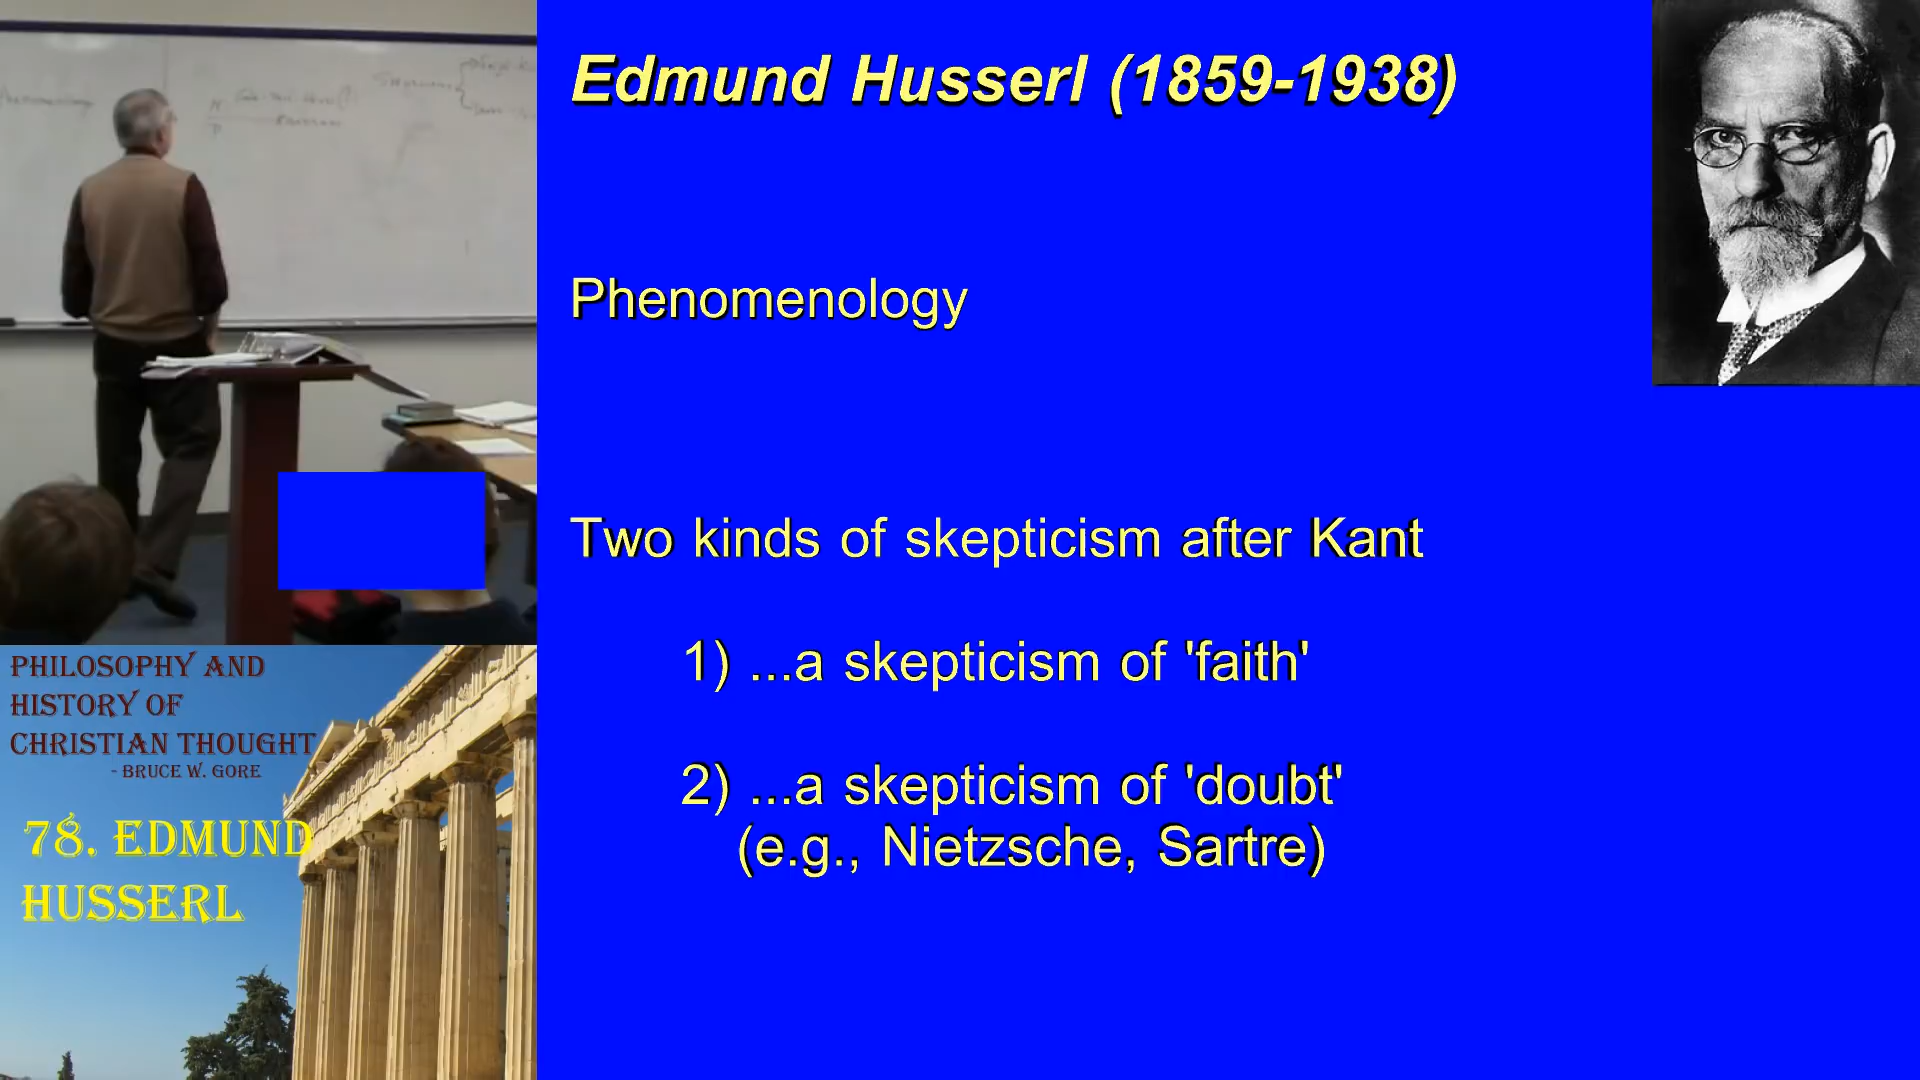 Edmund Husserl (1859-1938)
Phenomenology
Two kinds of skepticism after Kant
1) ...a skepticism of 'faith'
2) ...a skepticism of 'doubt'
(e.g., Nietzsche, Sartre)
PHILOSOPHY AND
HISTORY OF
CHRISTIAN THOUGHT
- BRUCE W. GORE
78. EDMUND
HUSSERL